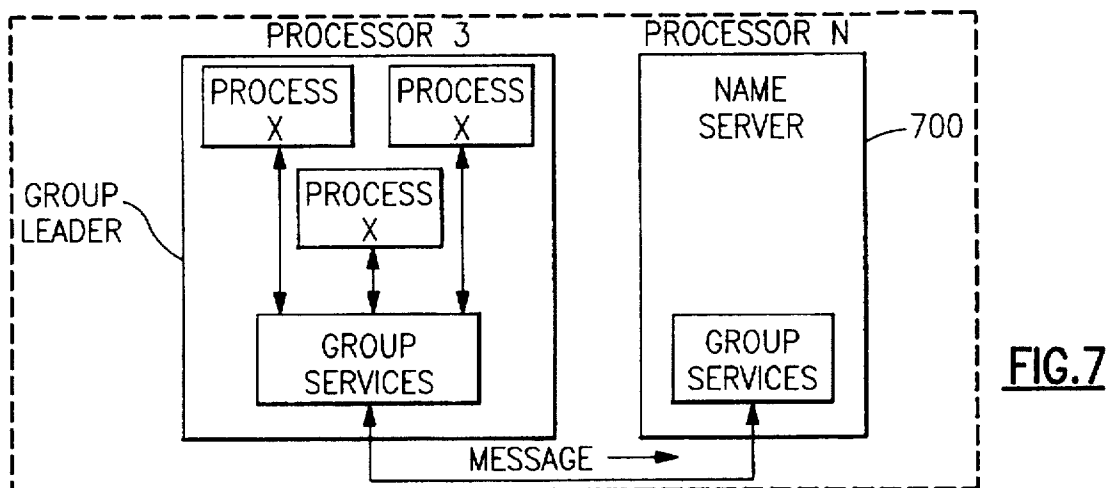 PROCESSOR 3
PROCESSOR N
PROCESS
X
PROCESS
X
NAME
SERVER
700
PROCESS
X
GROUP
LEADER
GROUP
SERVICES
GROUP
SERVICES
FIG.7
MESSAGE